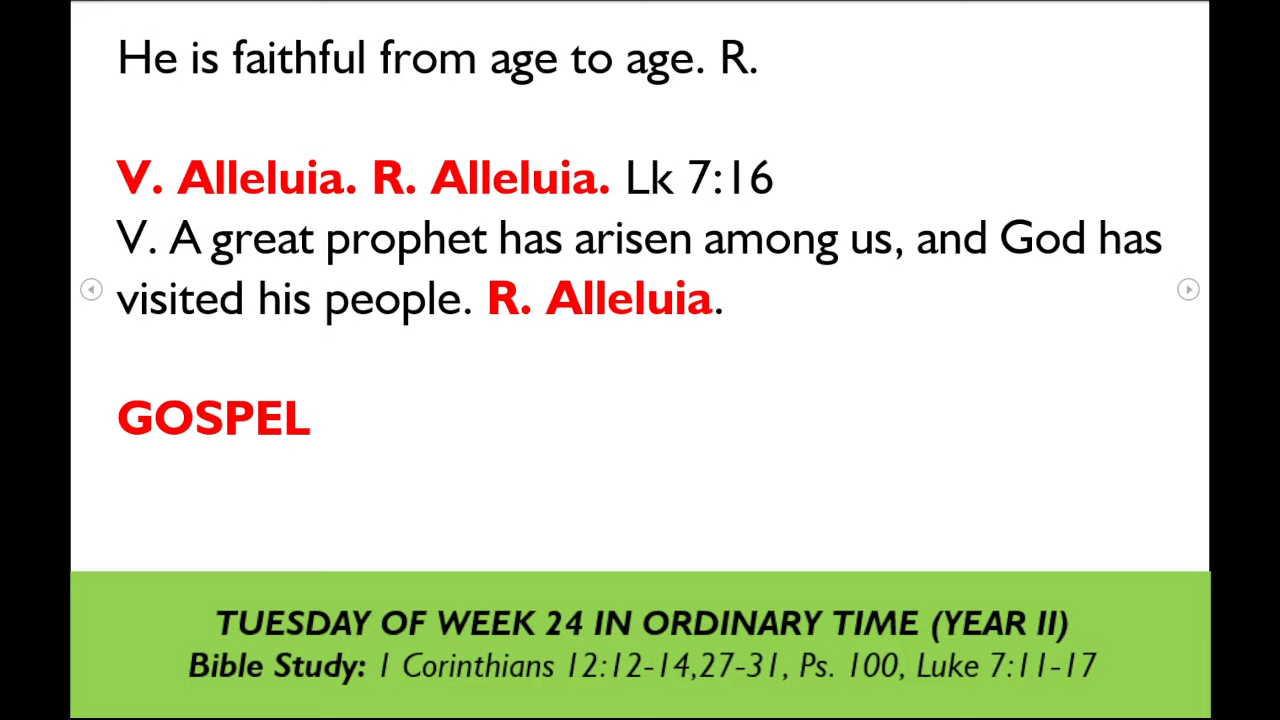 He is faithful from age to age. R.
V. Alleluia. R. Alleluia. Lk 7:16
V. A great prophet has arisen among us, and God has
visited his people. R. Alleluia.
GOSPEL
TUESDAY OF WEEK 24 IN ORDINARY TIME (YEAR II)
Bible Study: 1 Corinthians 12:12-14,27-31, Ps. 100, Luke 7:11-17